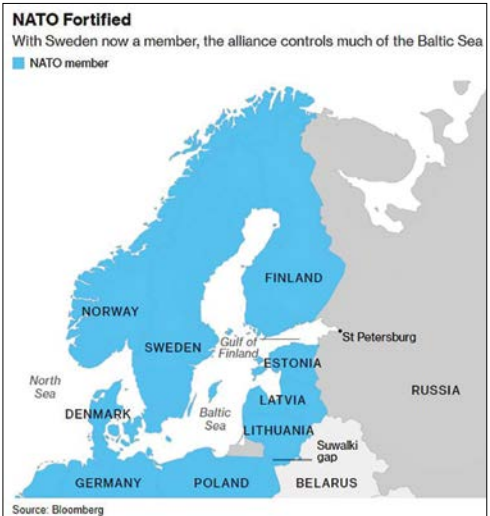 NATO Fortified
With Sweden now a member, the alliance controls much of the Baltic Sea
NATO member
FINLAND
NORWAY
SWEDEN
Gulf of
Finland
St Petersburg
ESTONIA
North
Sea
RUSSIA
DENMARK
Baltic
Sea
LATVIA
LITHUANIA
Suwalki
gap
GERMANY
POLAND
BELARUS
Source: Bloomberg